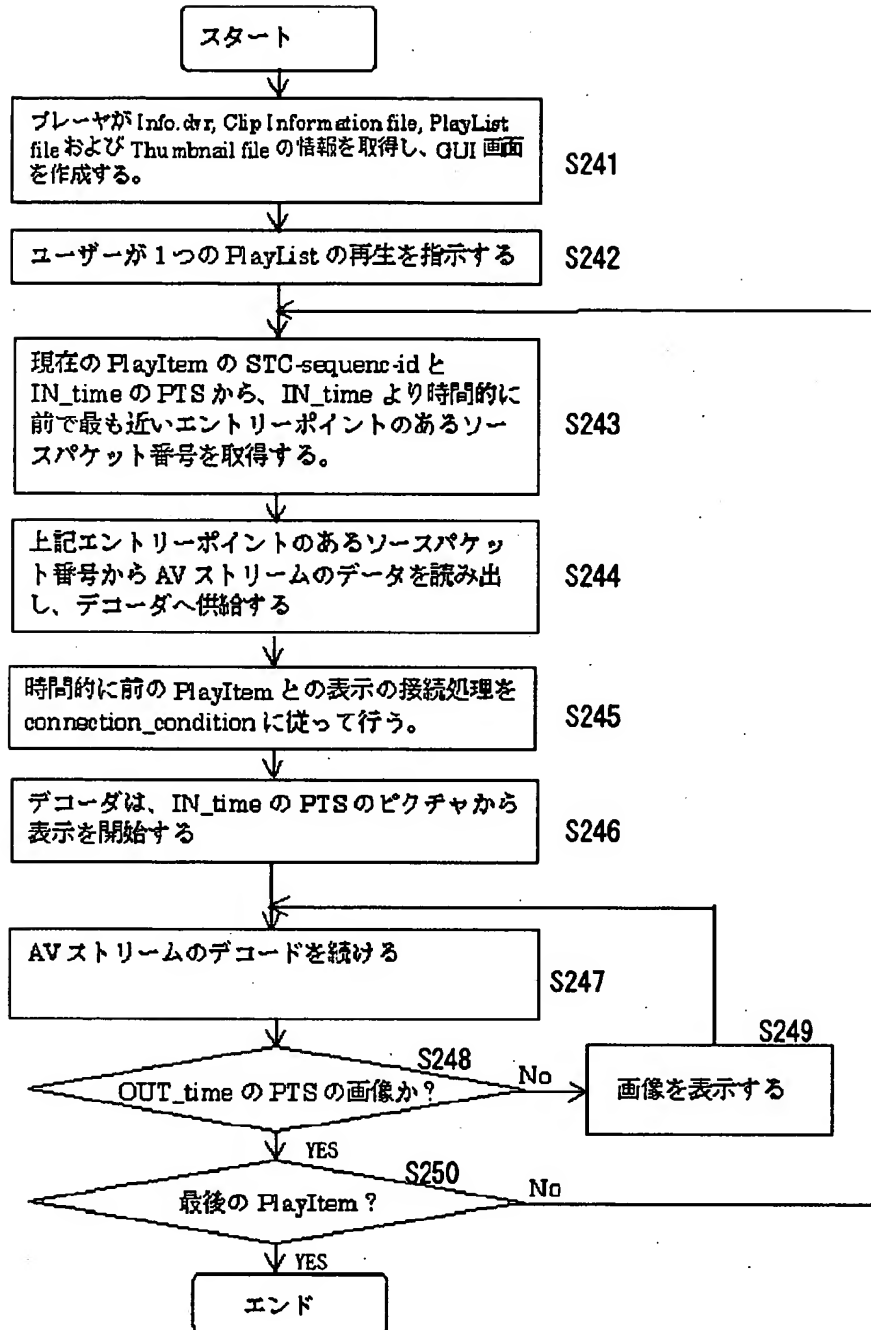 スタート
プレーヤが Info.dvr, Clip Information file, PlayList
file および Thumbnail file の情報を取得し、GUI 画面
を作成する。
S241
ユーザーが１つの PlayList の再生を指示する
S242
現在の PlayItem の STC-sequenc-id と
IN_time の PTS から、IN_time より時間的に
前で最も近いエントリーポイントのあるソー
スパケット番号を取得する。
S243
上記エントリーポイントのあるソースパケッ
ト番号から AV ストリームのデータを読み出
し、デコーダへ供給する
S244
時間的に前の PlayItem との表示の接続処理を
connection_condition に従って行う。
S245
デコーダは、IN_time の PTS のピクチャから
表示を開始する
S246
AV ストリームのデコードを続ける
S247
S249
画像を表示する
S248
OUT_time の PTS の画像か？
No
YES
S250
最後の PlayItem？
No
YES
エンド